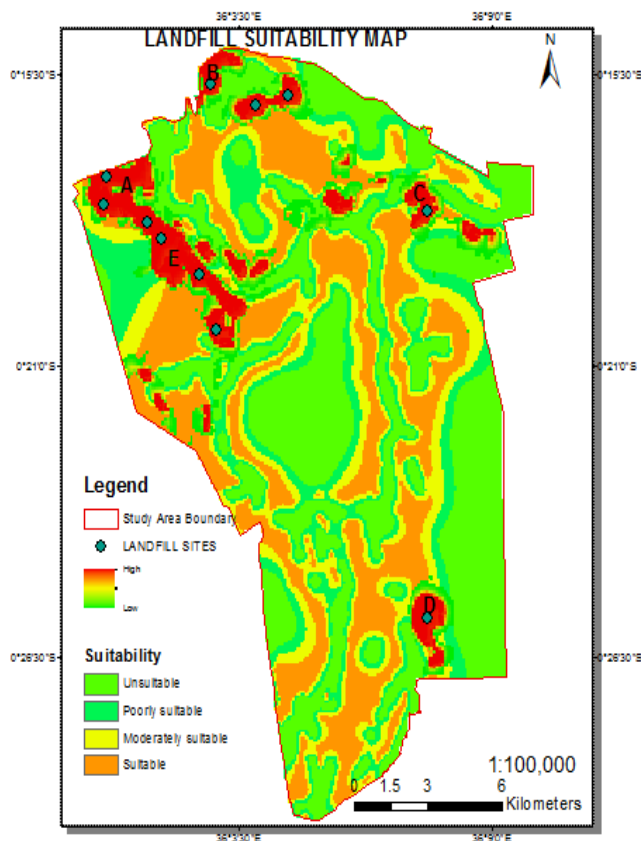 36°3'30"E 36°9'0"E
LANDFILL SUITABILITY MAP
N
0°15'30"S 0°15'30"S
B
A
C
E
0°21'0"S 0°21'0"S
Legend
Study Area Boundary
LANDFILL SITES
High
Low
D
0°26'30"S 0°26'30"S
Suitability
Unsuitable
Poorly suitable
Moderately suitable
Suitable
1:100,000
0 1.5 3 6
Kilometers
36°3'30"E 36°9'0"E